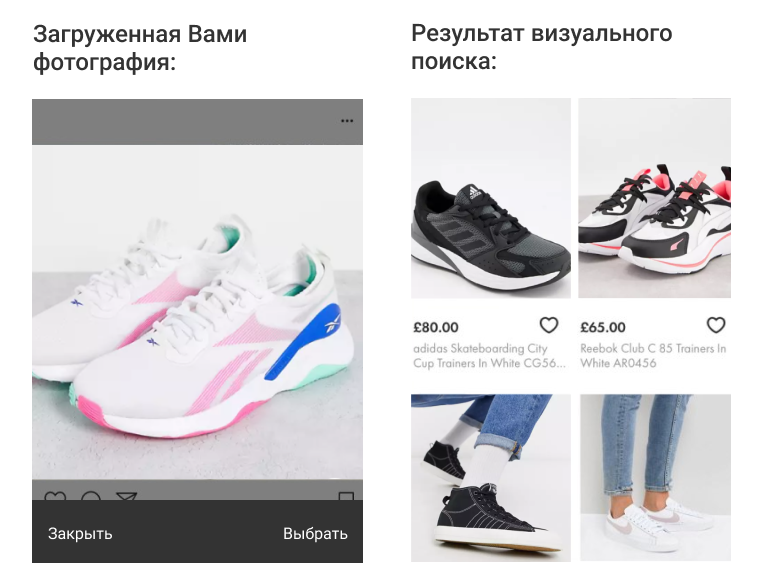 Загруженная Вами
фотография:
Результат визуального
поиска:
...
£80.00
adidas Skateboarding City
Cup Trainers In White CG56...
£65.00
Reebok Club C 85 Trainers In
White AR0456
Закрыть
Выбрать